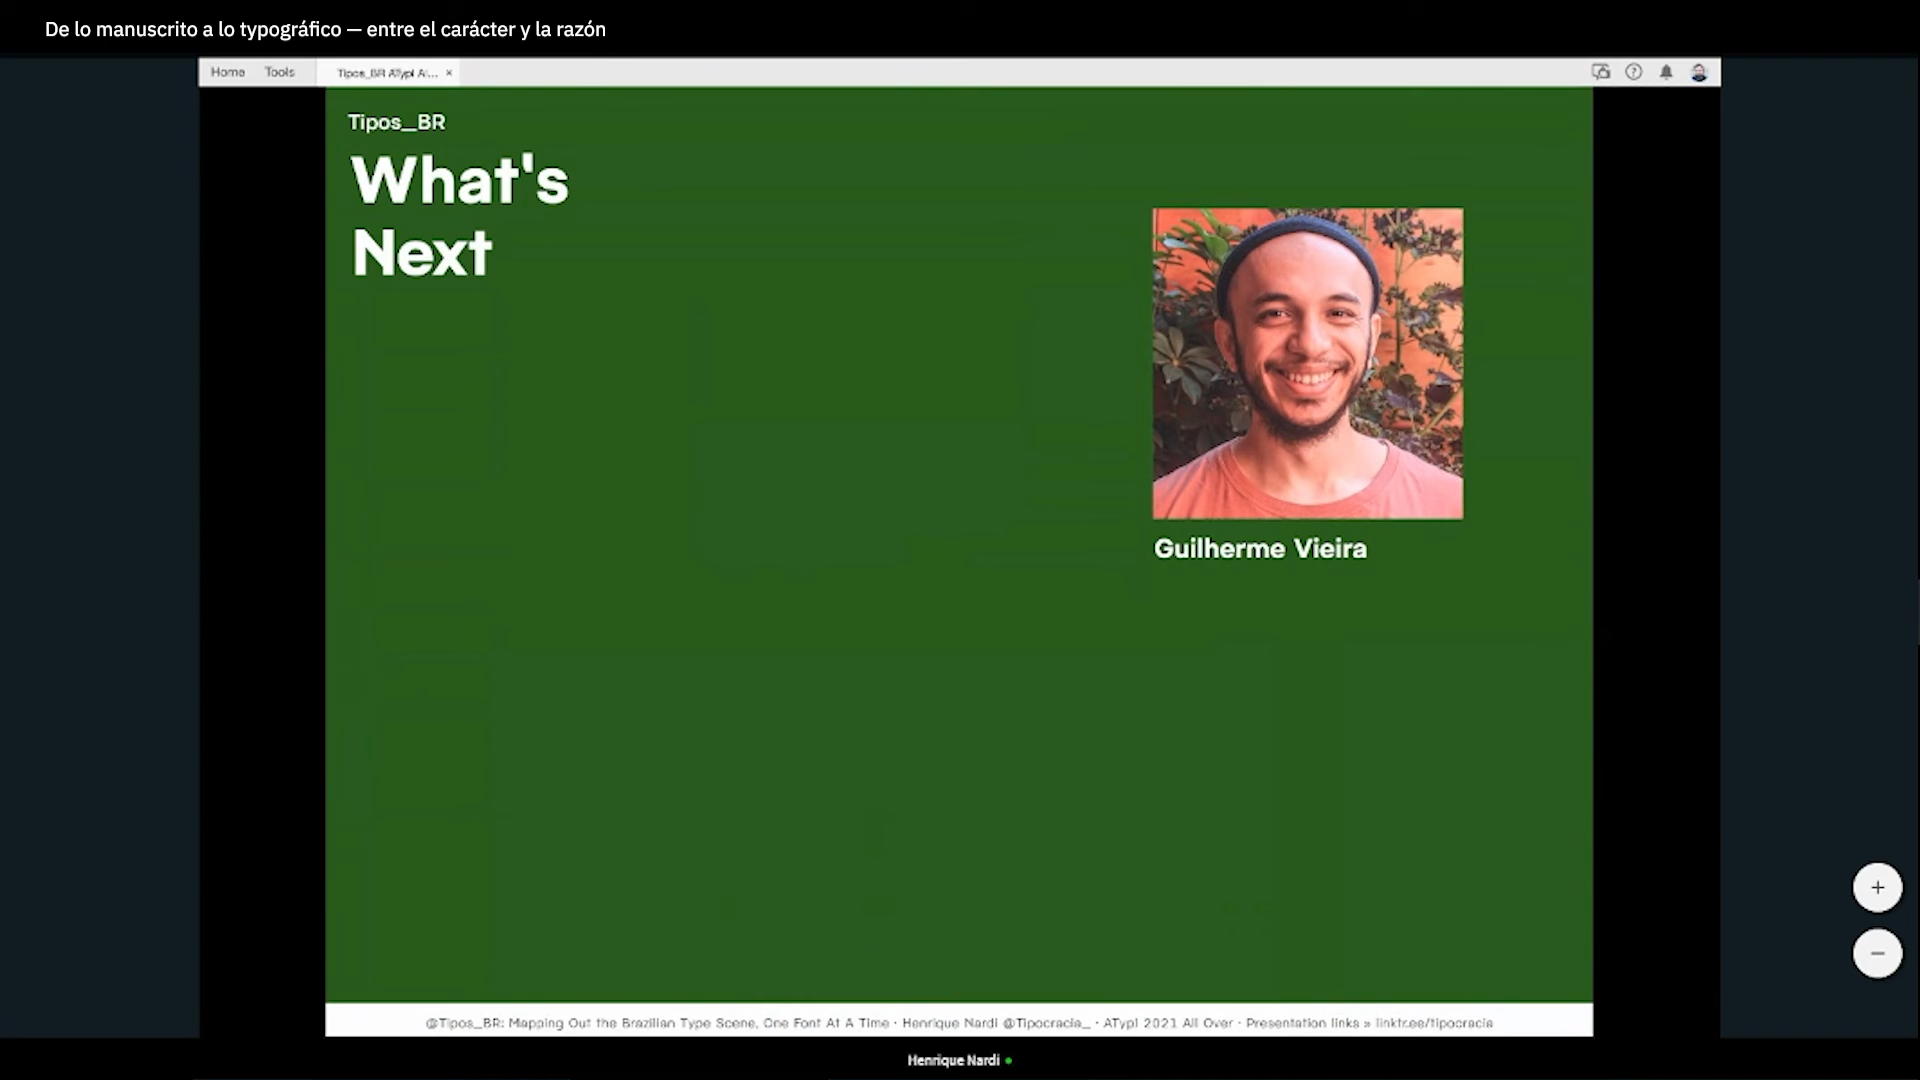 De lo manuscrito a lo typográfico — entre el carácter y la razón
Home Tools Tipos_BR ATypI A!... ×
Tipos_BR
What's
Next
Guilherme Vieira
@Tipos_BR: Mapping Out the Brazilian Type Scene, One Font At A Time · Henrique Nardi @Tipocracia_ · ATypI 2021 All Over · Presentation links » linktr.ee/tipocracia
Henrique Nardi